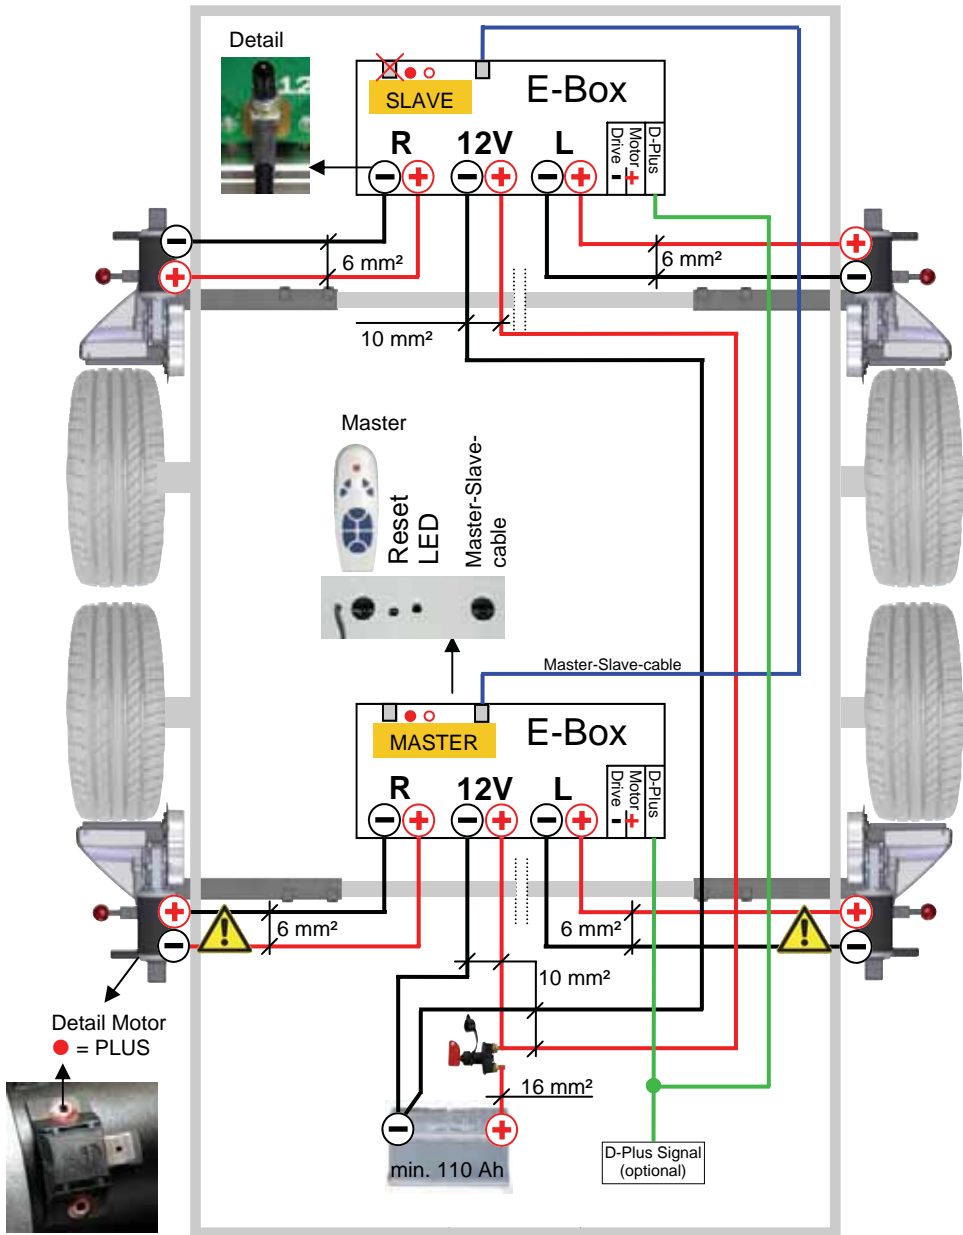 Detail
12
SLAVE
E-Box
R
12V
L
Drive -
Motor +
D-Plus
- + - + - +
-
+
+
-
6 mm²
6 mm²
10 mm²
Master
Reset
LED
Master-Slave-
cable
Master-Slave-cable
MASTER
E-Box
R
12V
L
Drive -
Motor +
D-Plus
- + - + - +
+
-
+
-
6 mm²
6 mm²
10 mm²
Detail Motor
= PLUS
16 mm²
- +
min. 110 Ah
D-Plus Signal
(optional)